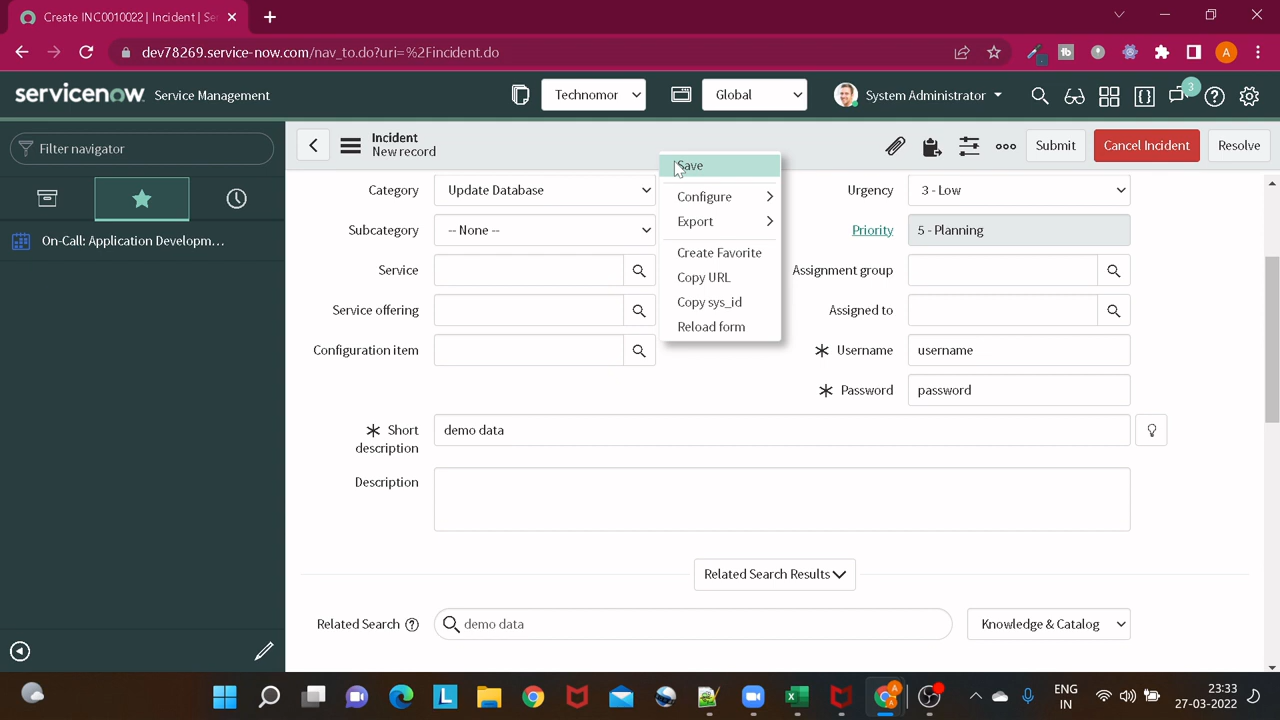 Create INC0010022 | Incident | Se
dev78269.service-now.com/nav_to.do?uri=%2Fincident.do
A
servicenow Service Management
Technomor
Global
System Administrator
3
Filter navigator
Incident
New record
Submit
Cancel Incident
Resolve
On-Call: Application Developm...
Save
Configure
Export
Create Favorite
Copy URL
Copy sys_id
Reload form
Category
Update Database
Urgency
3 - Low
Subcategory
-- None --
Priority
5 - Planning
Service
Assignment group
Service offering
Assigned to
Configuration item
Username
username
Password
password
Short
description
demo data
Description
Related Search Results
Related Search
demo data
Knowledge & Catalog
ENG
IN
23:33
27-03-2022